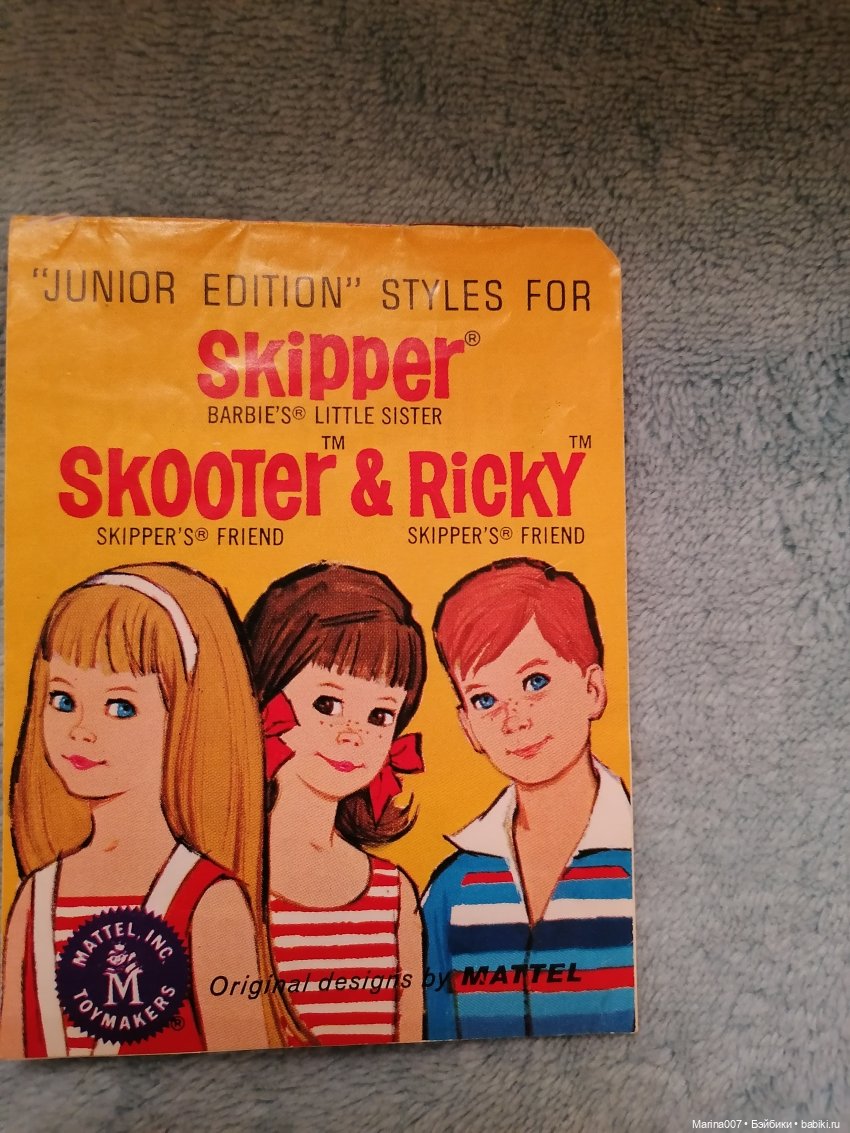 "JUNIOR EDITION" STYLES FOR
Skipper®
BARBIE'S® LITTLE SISTER
SKOOTER™ & RICKY™
SKIPPER'S® FRIEND SKIPPER'S® FRIEND
MATTEL, INC.
M
TOYMAKERS®
Original designs by MATTEL
Marina007 • Бэйбики • babiki.ru